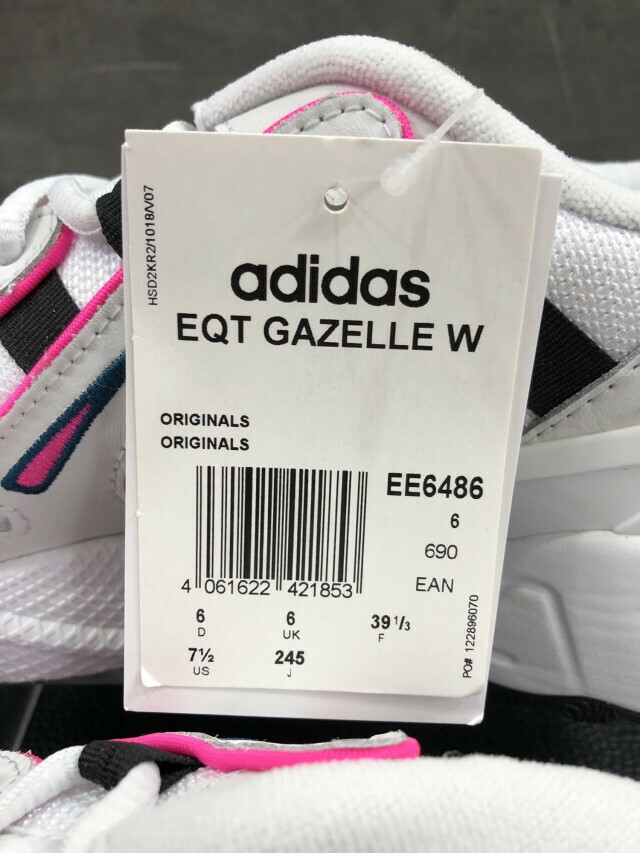 HSD2KR2/1018/V07
adidas
EQT GAZELLE W
ORIGINALS
ORIGINALS
EE6486
6
690
EAN
4 061622 421853
6 6 39 1/3
D UK F
7½ 245
US J
PO# 122896070